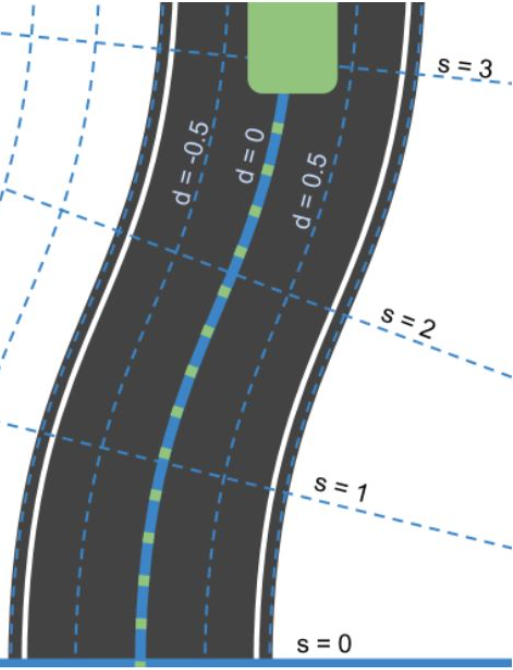 s = 3
d = -0.5
d = 0
d = 0.5
s = 2
s = 1
s = 0